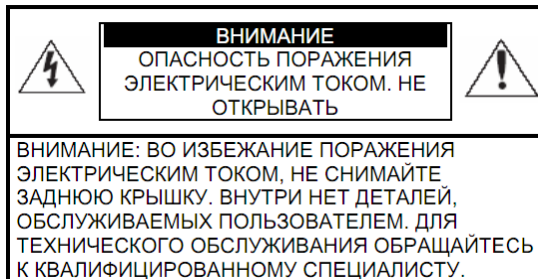 ВНИМАНИЕ
ОПАСНОСТЬ ПОРАЖЕНИЯ
ЭЛЕКТРИЧЕСКИМ ТОКОМ. НЕ
ОТКРЫВАТЬ
ВНИМАНИЕ: ВО ИЗБЕЖАНИЕ ПОРАЖЕНИЯ
ЭЛЕКТРИЧЕСКИМ ТОКОМ, НЕ СНИМАЙТЕ
ЗАДНЮЮ КРЫШКУ. ВНУТРИ НЕТ ДЕТАЛЕЙ,
ОБСЛУЖИВАЕМЫХ ПОЛЬЗОВАТЕЛЕМ. ДЛЯ
ТЕХНИЧЕСКОГО ОБСЛУЖИВАНИЯ ОБРАЩАЙТЕСЬ
К КВАЛИФИЦИРОВАННОМУ СПЕЦИАЛИСТУ.